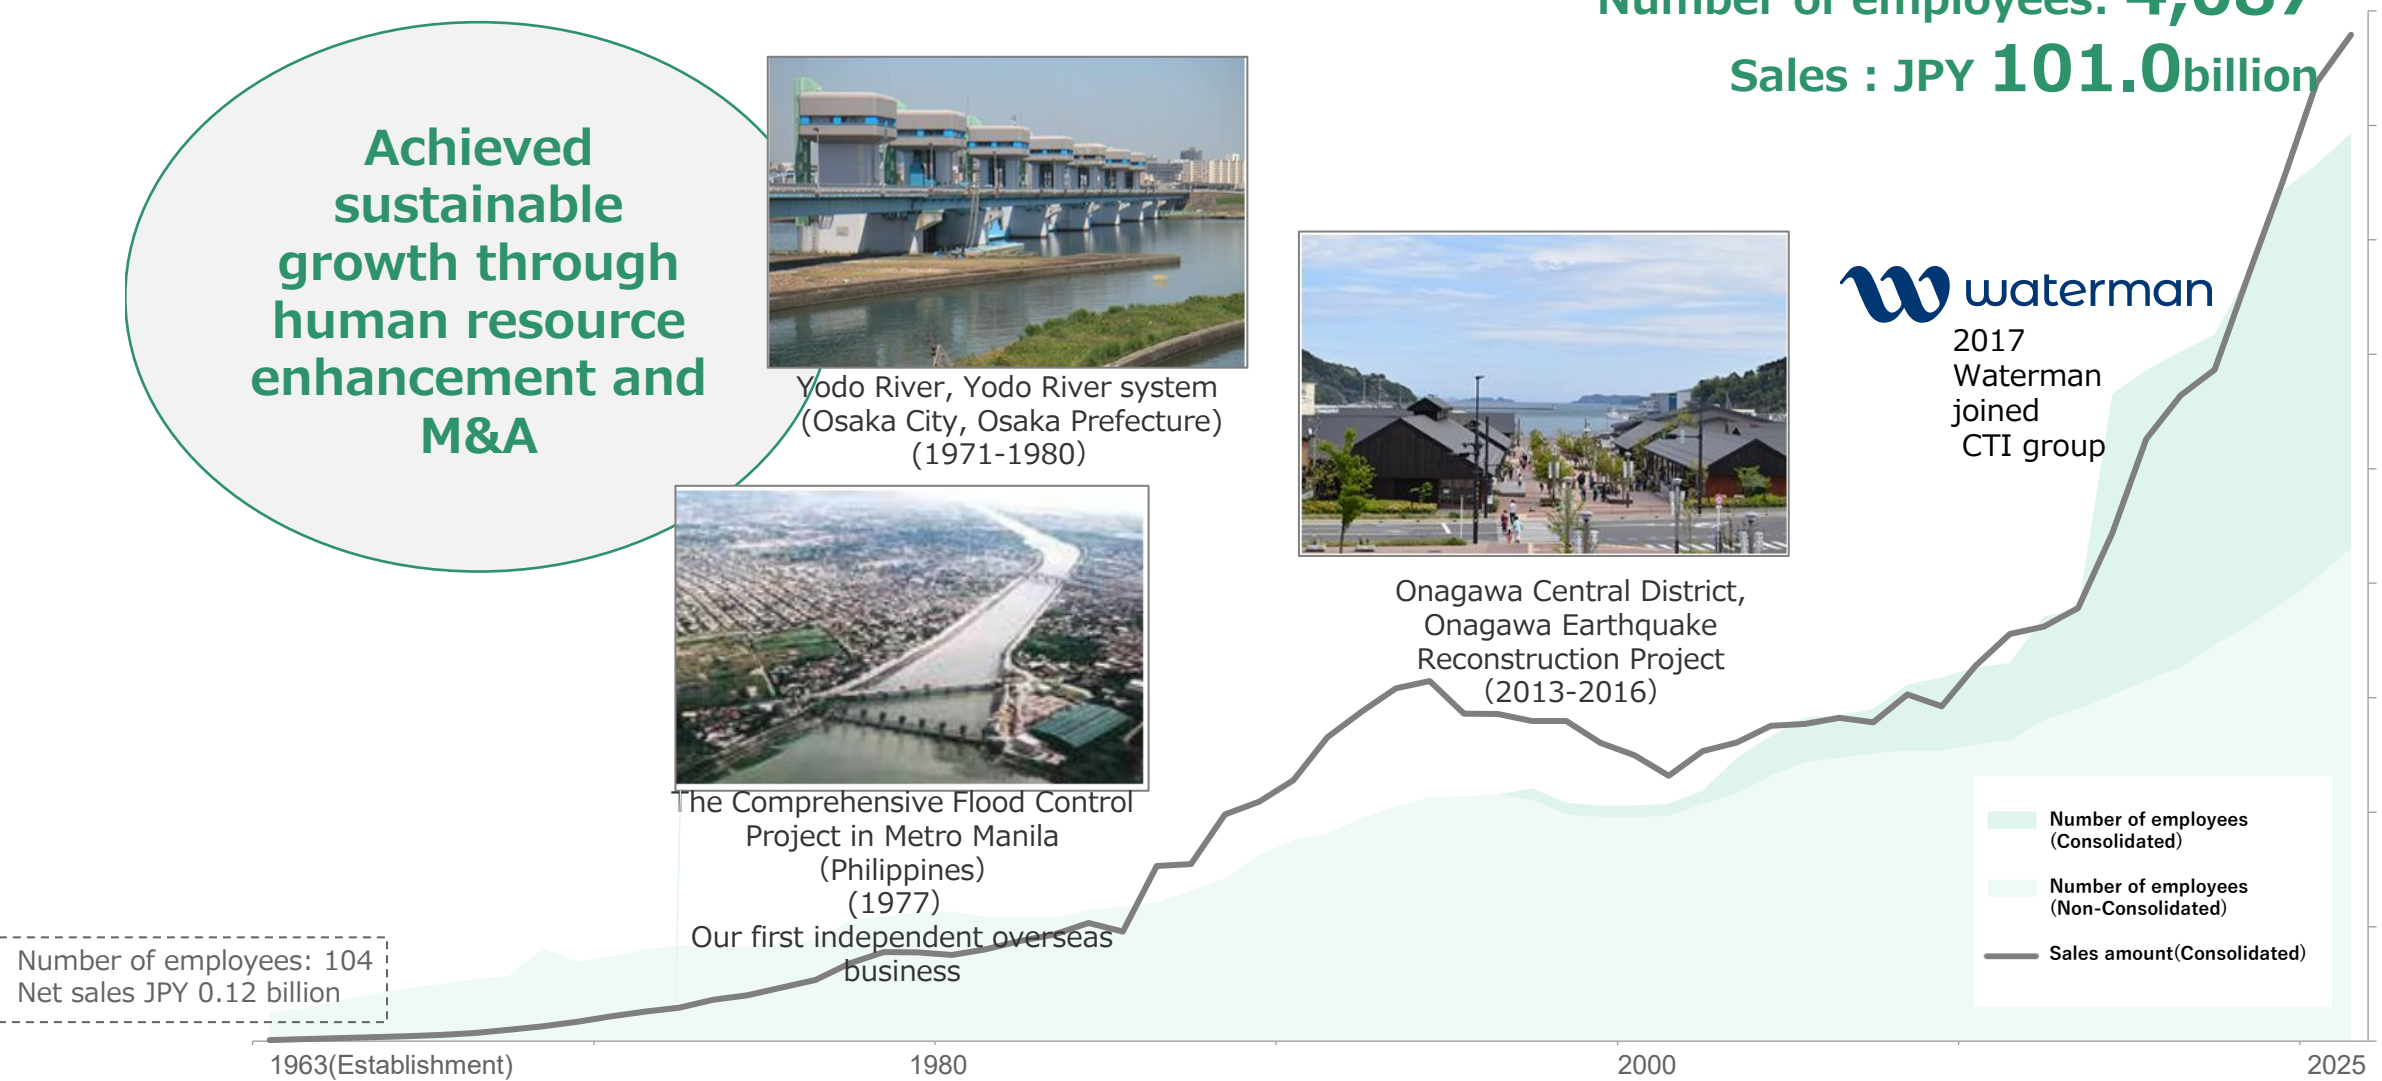 Number of employees:
Sales : JPY 101.0billion
Achieved
sustainable
growth through
human resource
enhancement and
M&A
Yodo River, Yodo River system
(Osaka City, Osaka Prefecture)
(1971-1980)
waterman
2017
Waterman
joined
CTI group
The Comprehensive Flood Control
Project in Metro Manila
(Philippines)
(1977)
Our first independent overseas
business
Onagawa Central District,
Onagawa Earthquake
Reconstruction Project
(2013-2016)
Number of employees
(Consolidated)
Number of employees
(Non-Consolidated)
Sales amount(Consolidated)
Number of employees: 104
Net sales JPY 0.12 billion
1963(Establishment)
1980
2000
2025